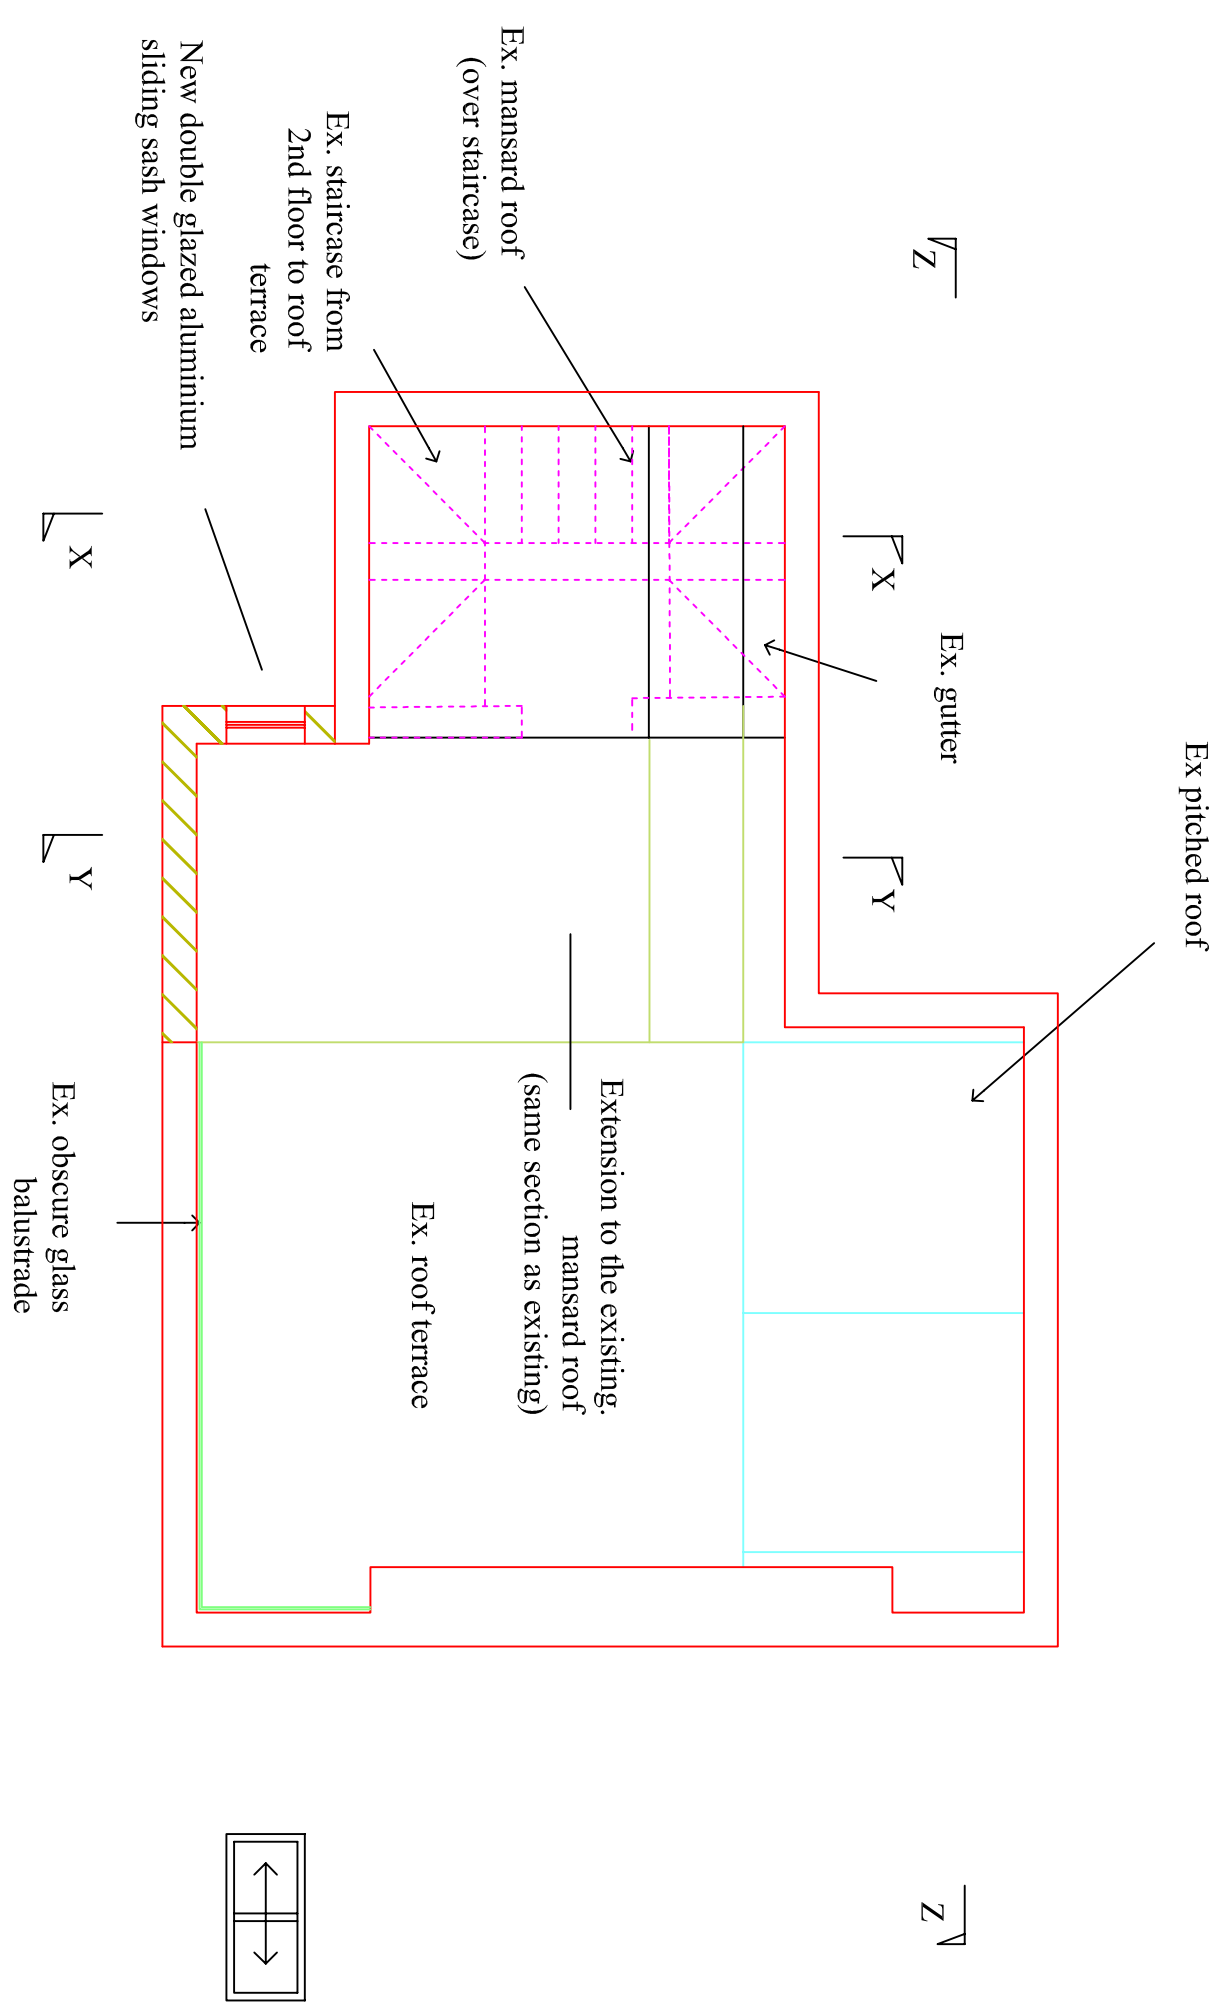 Ex pitched roof
Z
Z
Ex. gutter
X
Y
Extension to the existing.
mansard roof
(same section as existing)
Ex. mansard roof
(over staircase)
Ex. roof terrace
Ex. staircase from
2nd floor to roof
terrace
New double glazed aluminium
sliding sash windows
X
Y
Ex. obscure glass
balustrade